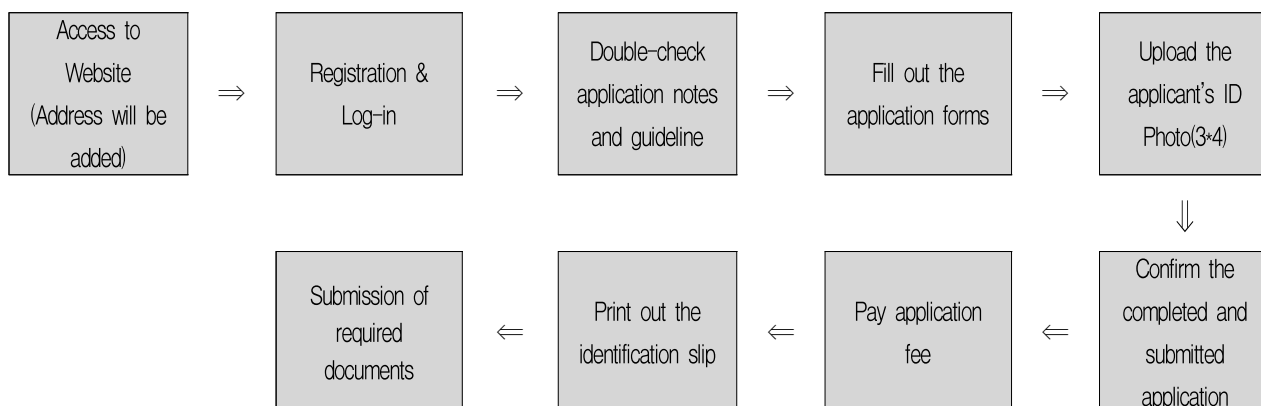 Access to
Website
(Address will be
added)
⇒
Registration &
Log-in
⇒
Double-check
application notes
and guideline
⇒
Fill out the
application forms
⇒
Upload the
applicant's ID
Photo(3*4)
⇓
Confirm the
completed and
submitted
application
⇐
Pay application
fee
⇐
Print out the
identification slip
⇐
Submission of
required
documents